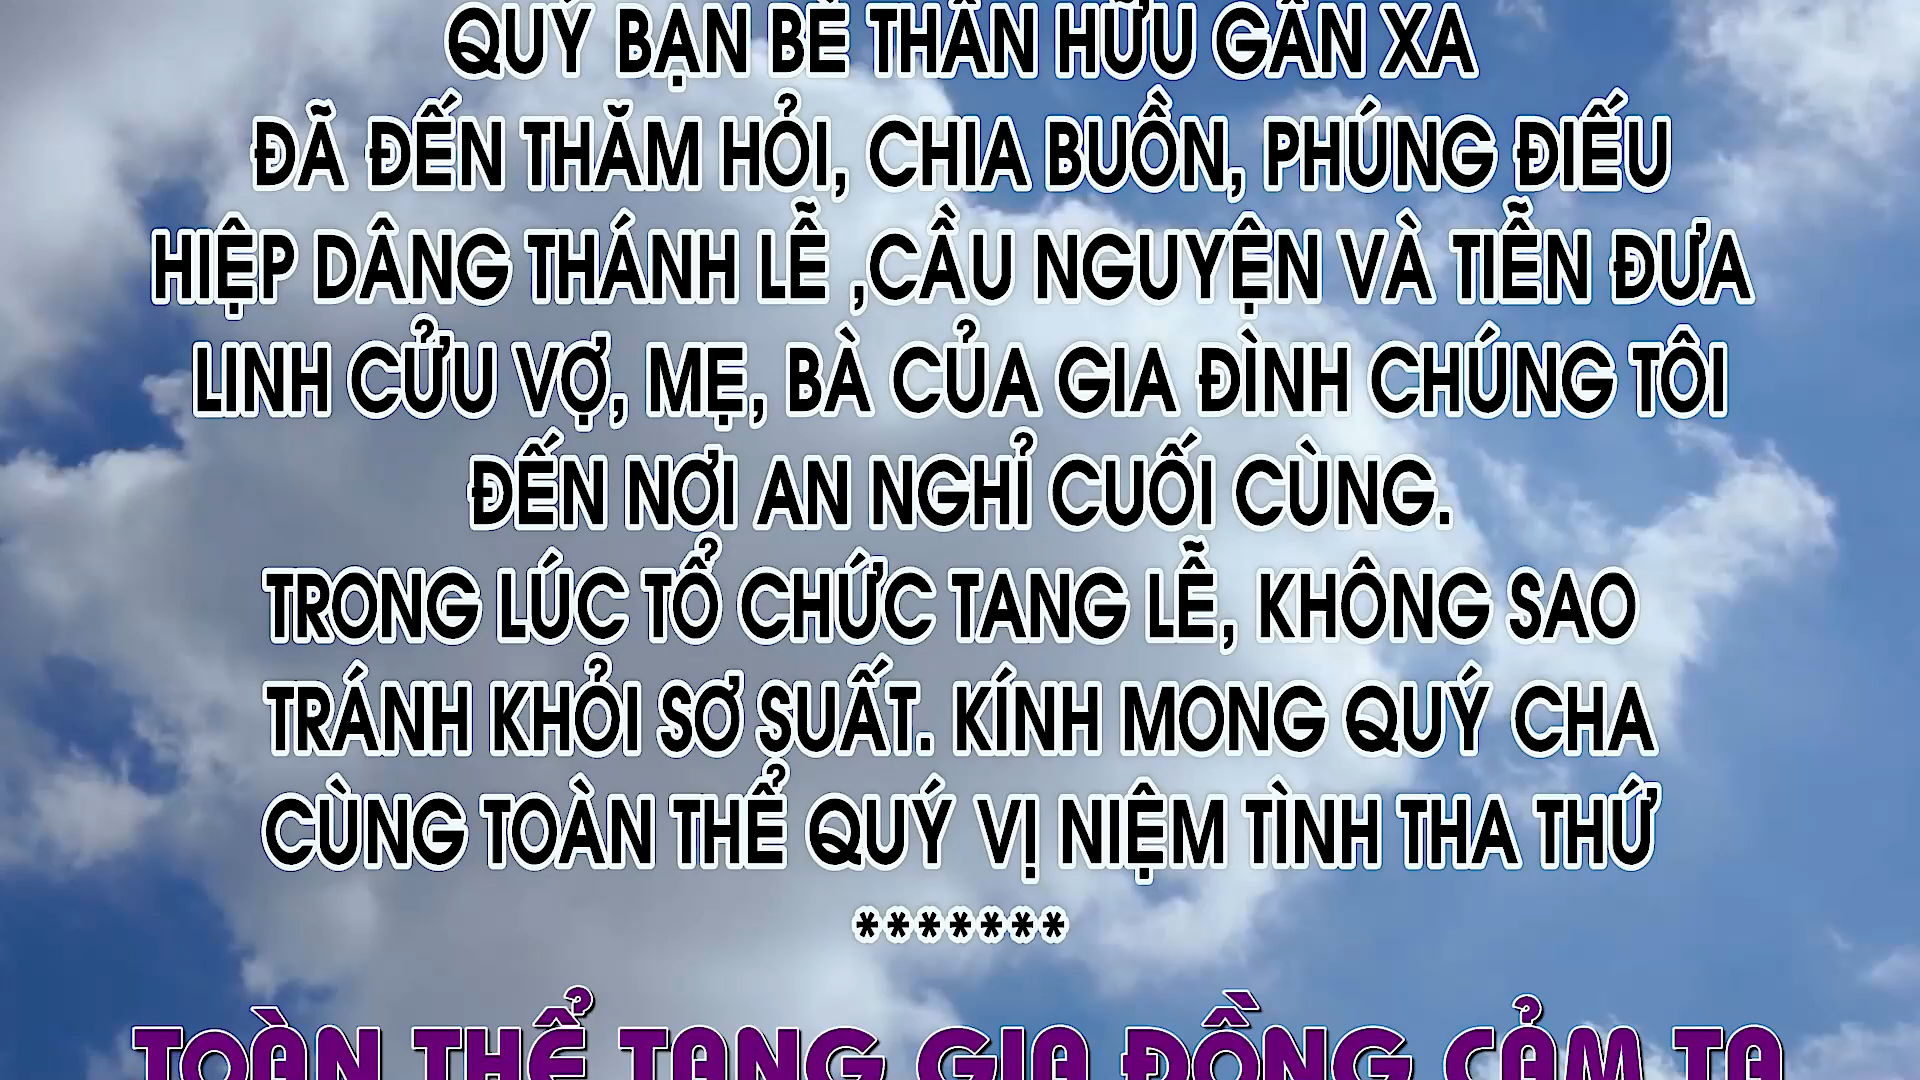 QUÝ BẠN BÈ THÂN HỮU GẦN XA
ĐÃ ĐẾN THĂM HỎI, CHIA BUỒN, PHÚNG ĐIẾU
HIỆP DÂNG THÁNH LỄ ,CẦU NGUYỆN VÀ TIỄN ĐƯA
LINH CỬU VỢ, MẸ, BÀ CỦA GIA ĐÌNH CHÚNG TÔI
ĐẾN NƠI AN NGHỈ CUỐI CÙNG.
TRONG LÚC TỔ CHỨC TANG LỄ, KHÔNG SAO
TRÁNH KHỎI SƠ SUẤT. KÍNH MONG QUÝ CHA
CÙNG TOÀN THỂ QUÝ VỊ NIỆM TÌNH THA THỨ
*******
TOÀN THỂ TANG GIA ĐỒNG CẢM TẠ